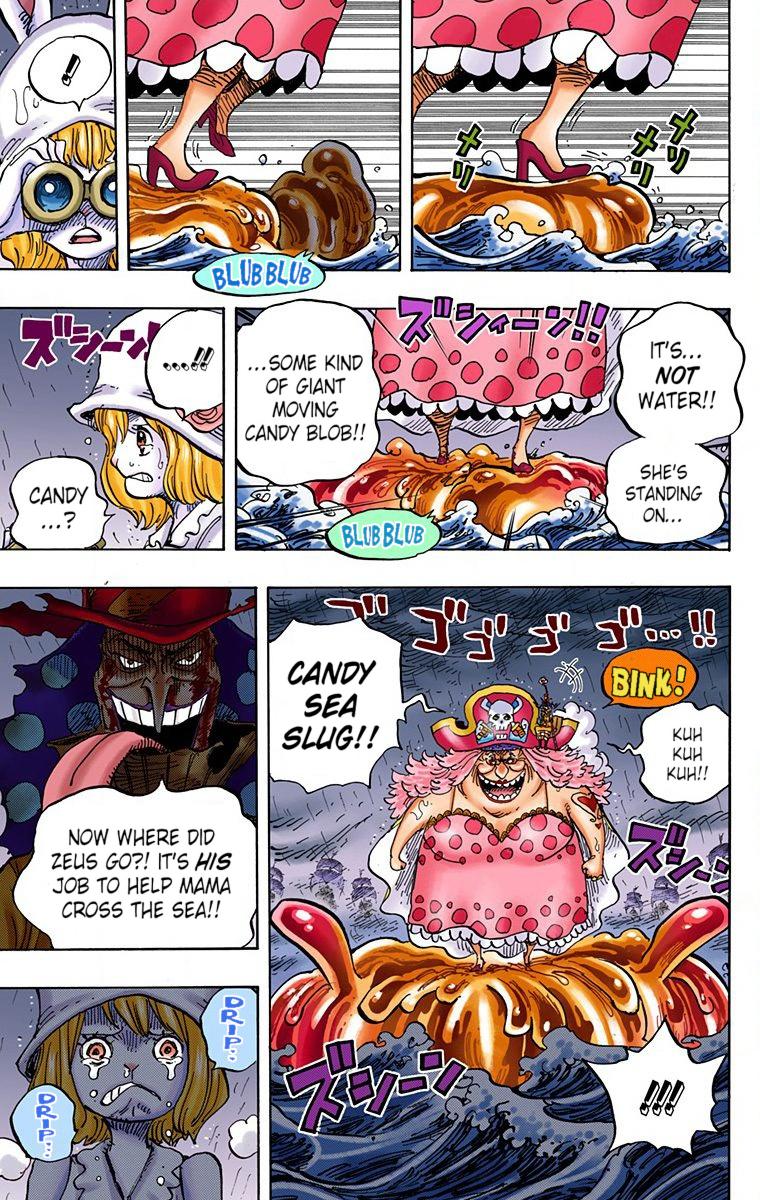 メリ
メリ
メリ
BLUB BLUB
!
ズシィーン!!
IT'S...
NOT
WATER!!
SHE'S
STANDING
ON...
...SOME KIND
OF GIANT
MOVING
CANDY BLOB!!
BLUB BLUB
ズシーン!
....!!
CANDY
...?
ズゴゴゴゴ...!!
BINK!
KUH
KUH
KUH!!
CANDY
SEA
SLUG!!
ズシーン
ズシーン
!!!
NOW WHERE DID
ZEUS GO?! IT'S HIS
JOB TO HELP MAMA
CROSS THE SEA!!
DRIP..
DRIP..